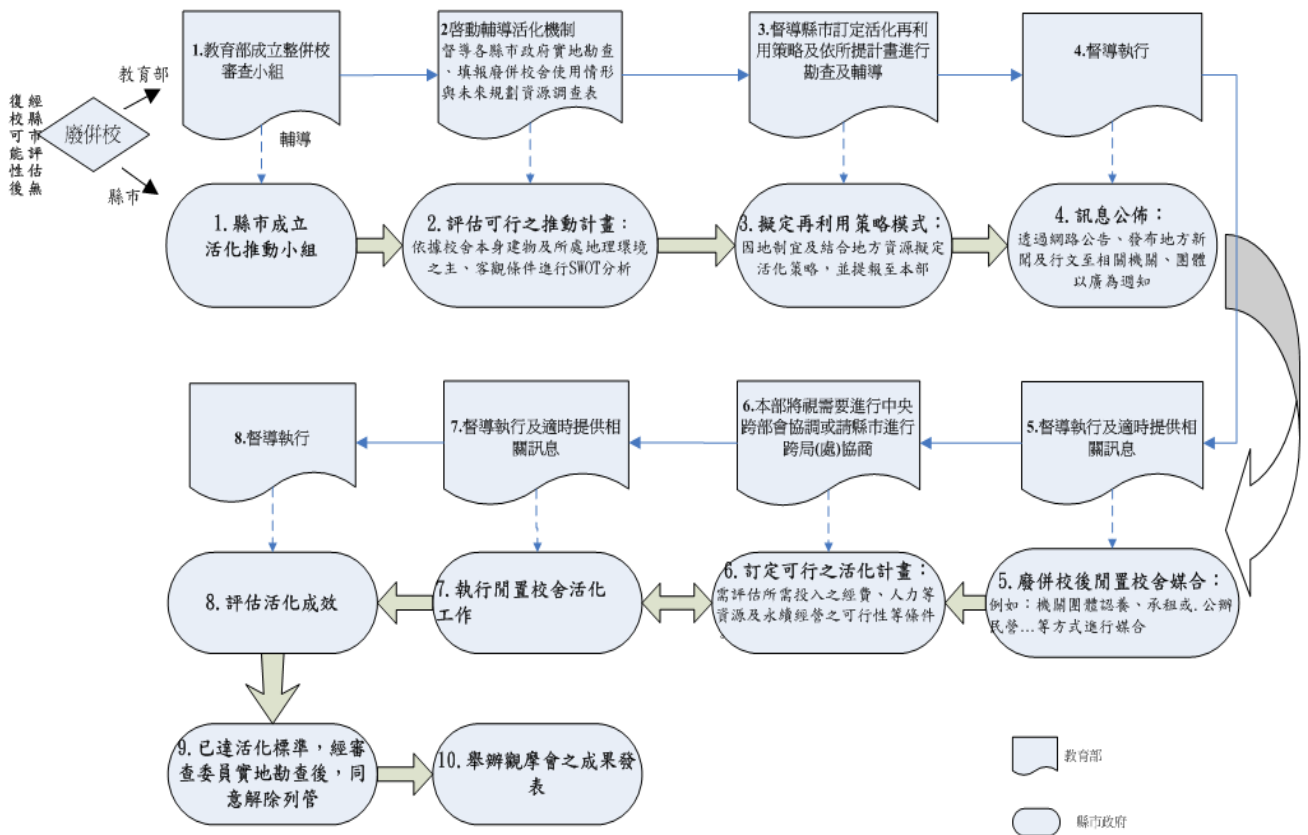 經縣市評估無
復校可能性後
廢併校
教育部
縣市
1.教育部成立整併校
審查小組
2啓動輔導活化機制
督導各縣市政府實地勘查
、填報廢併校舍使用情形
與未來規劃資源調查表
3.督導縣市訂定活化再利
用策略及依所提計畫進行
勘查及輔導
4.督導執行
輔導
1.縣市成立
活化推動小組
2.評估可行之推動計畫：
依據校舍本身建物及所處地理環境
之主、客觀條件進行SWOT分析
3.擬定再利用策略模式：
因地制宜及結合地方資源擬定
活化策略，並提報至本部
4.訊息公佈：
透過網路公告、發布地方新
聞及行文至相關機關、團體
以廣為週知
8.督導執行
7.督導執行及適時提供相
關訊息
6.本部將視需要進行中央
跨部會協調或請縣市進行
跨局(處)協商
5.督導執行及適時提供相
關訊息
8.評估活化成效
7.執行閒置校舍活化
工作
6.訂定可行之活化計畫：
需評估所需投入之經費、人力等
資源及永續經營之可行性等條件
。
5.廢併校後閒置校舍媒合：
例如：機關團體認養、承租或.公辦
民營...等方式進行媒合
9.已達活化標準，經審
查委員實地勘查後，同
意解除列管
10.舉辦觀摩會之成果發
表
教育部
縣市政府